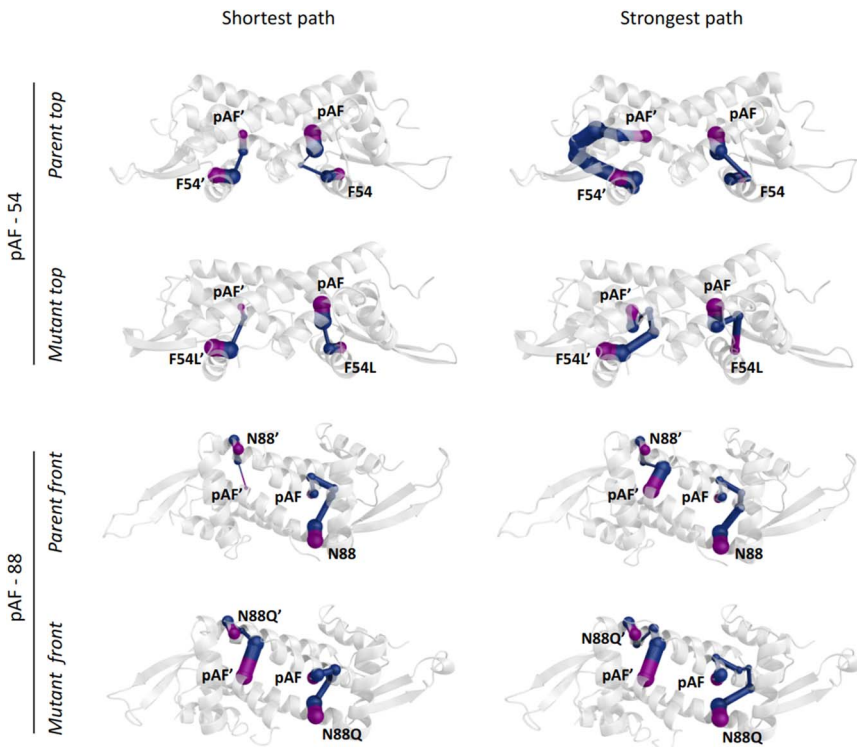 Shortest path Strongest path
pAF - 54
Parent top
pAF’ pAF
F54’ F54
pAF’ pAF
F54’ F54
Mutant top
pAF’ pAF
F54L’ F54L
pAF’ pAF
F54L’ F54L
pAF - 88
Parent front
N88’
pAF’ pAF
N88
N88’
pAF’ pAF
N88
Mutant front
N88Q’
pAF’ pAF
N88Q
N88Q’
pAF’ pAF
N88Q